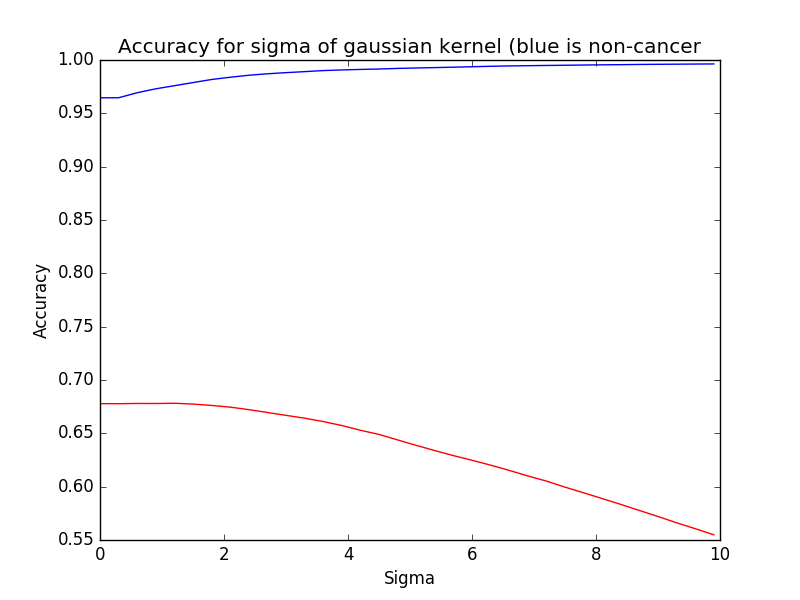 Accuracy for sigma of gaussian kernel (blue is non-cancer
1.00
0.95
0.90
0.85
0.80
0.75
0.70
0.65
0.60
0.55
Accuracy
0 2 4 6 8 10
Sigma